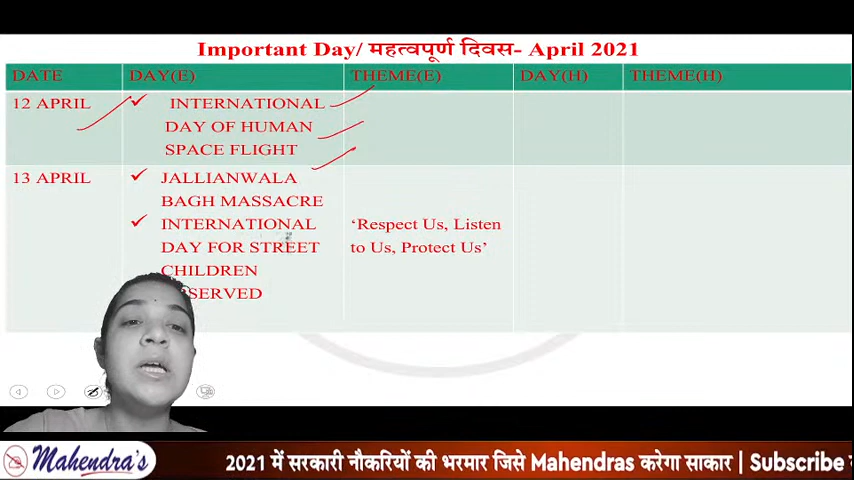 Important Day/ महत्वपूर्ण दिवस- April 2021
DATE DAY(E) THEME(E) DAY(H) THEME(H)
12 APRIL INTERNATIONAL
DAY OF HUMAN
SPACE FLIGHT
13 APRIL JALLIANWALA
BAGH MASSACRE
INTERNATIONAL ‘Respect Us, Listen
DAY FOR STREET to Us, Protect Us’
CHILDREN
Mahendra's 2021 में सरकारी नौकरियों की भरमार जिसे Mahendras करेगा साकार | Subscribe